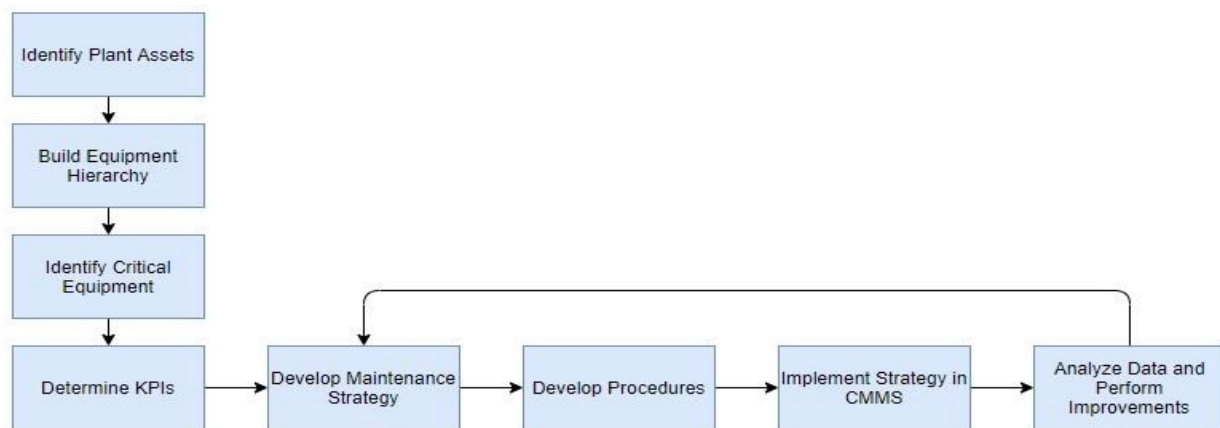 Identify Plant Assets
Build Equipment
Hierarchy
Identify Critical
Equipment
Determine KPIs
Develop Maintenance
Strategy
Develop Procedures
Implement Strategy in
CMMS
Analyze Data and
Perform
Improvements